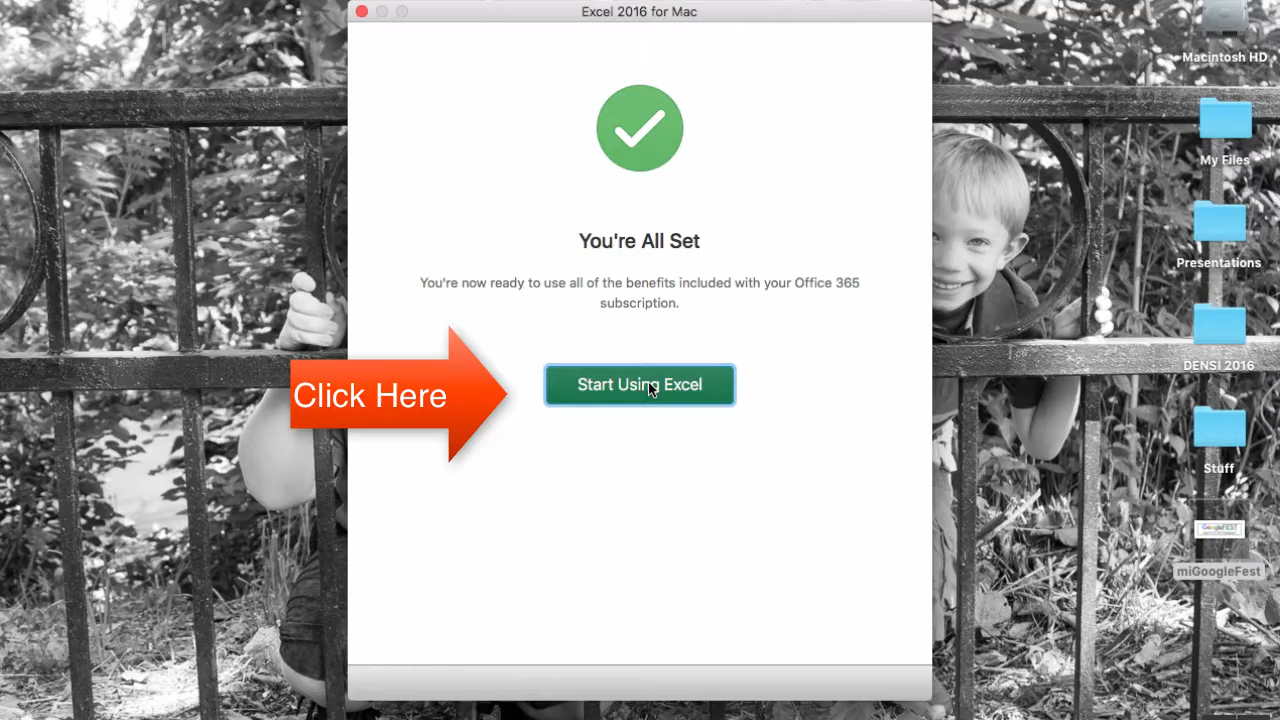 Excel 2016 for Mac
You're All Set
You're now ready to use all of the benefits included with your Office 365
subscription.
Click Here
Start Using Excel
Macintosh HD
My Files
Presentations
DENSI 2016
Stuff
GoogleFEST
miGoogleFest